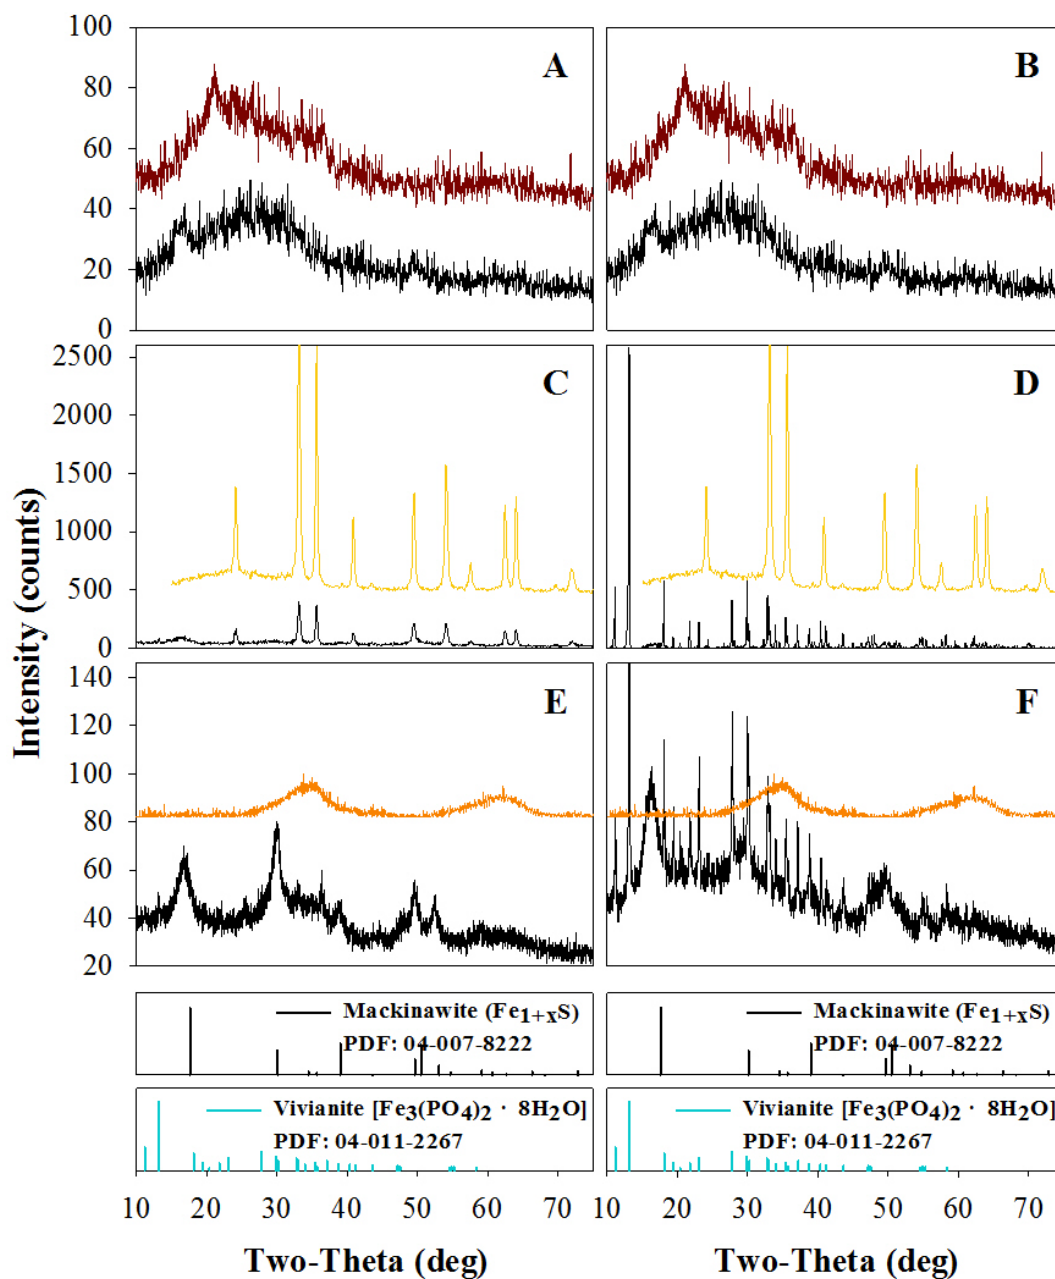 100
80
60
40
20
0
A
B
2500
2000
1500
1000
500
0
C
D
Intensity (counts)
140
120
100
80
60
40
20
E
F
Mackinawite (Fe1+xS)
PDF: 04-007-8222
Mackinawite (Fe1+xS)
PDF: 04-007-8222
Vivianite [Fe3(PO4)2 · 8H2O]
PDF: 04-011-2267
Vivianite [Fe3(PO4)2 · 8H2O]
PDF: 04-011-2267
10 20 30 40 50 60 70 10 20 30 40 50 60 70
Two-Theta (deg) Two-Theta (deg)